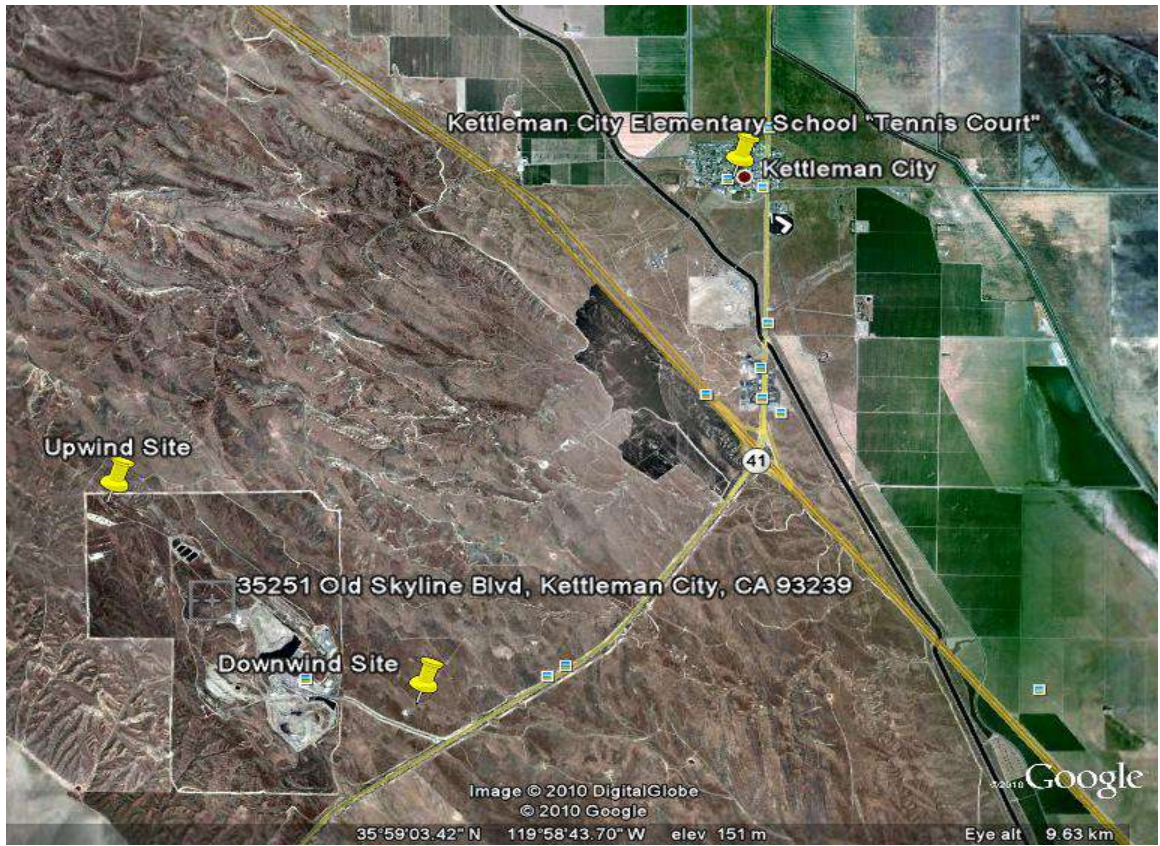 Kettleman City Elementary School "Tennis Court"
Kettleman City
41
Upwind Site
35251 Old Skyline Blvd, Kettleman City, CA 93239
Downwind Site
Image © 2010 DigitalGlobe
© 2010 Google
©2010 Google
35°59'03.42" N 119°58'43.70" W elev 151 m Eye alt 9.63 km